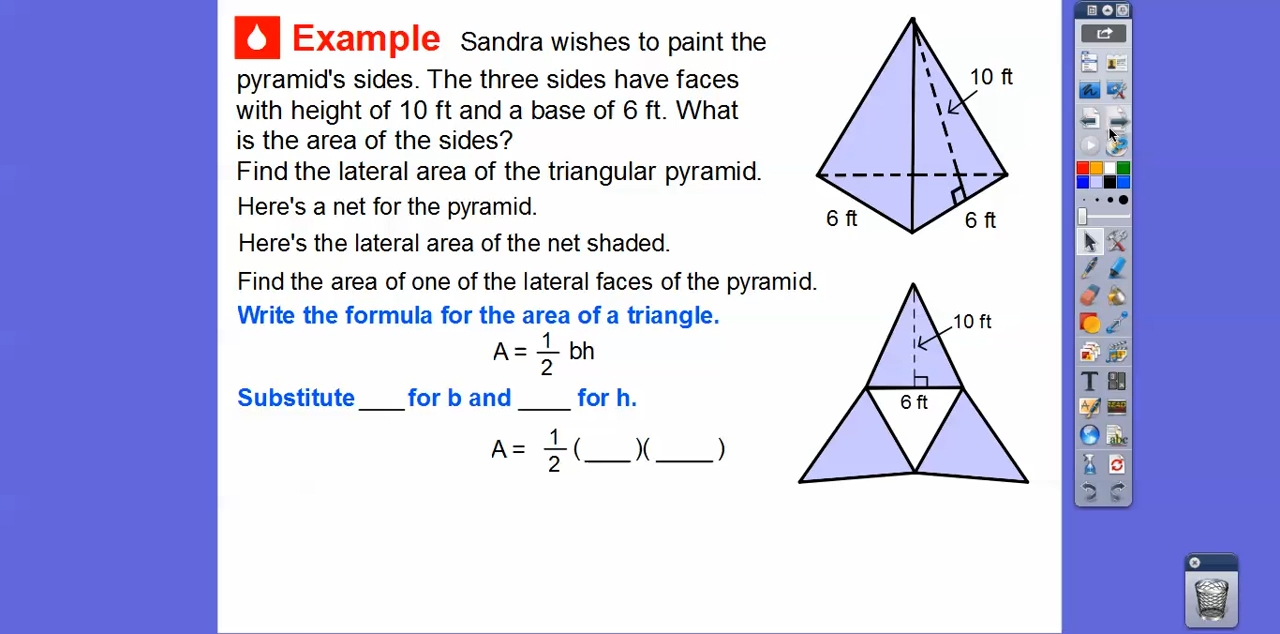 Example Sandra wishes to paint the
pyramid's sides. The three sides have faces
with height of 10 ft and a base of 6 ft. What
is the area of the sides?
Find the lateral area of the triangular pyramid.
Here's a net for the pyramid.
Here's the lateral area of the net shaded.
Find the area of one of the lateral faces of the pyramid.
Write the formula for the area of a triangle.
A = 1/2 bh
Substitute ____ for b and ____ for h.
A = 1/2 (____)(____)
10 ft
6 ft
6 ft
10 ft
6 ft